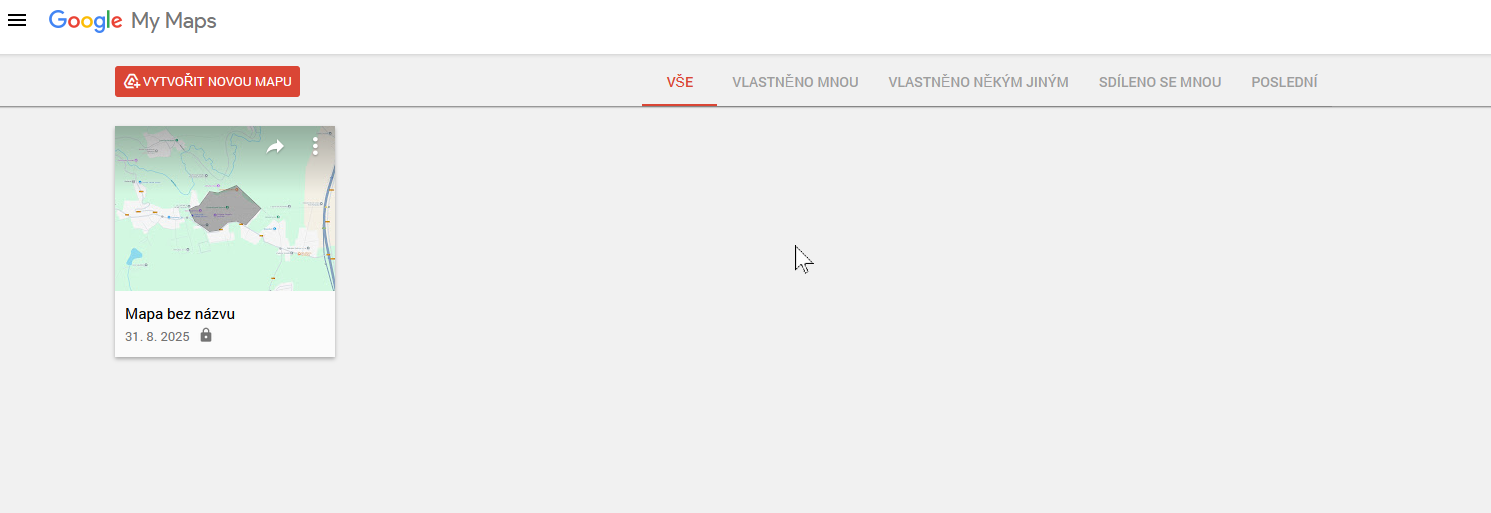 Google My Maps
VYTVOŘIT NOVOU MAPU
VŠE
VLASTNĚNO MNOU
VLASTNĚNO NĚKÝM JINÝM
SDÍLENO SE MNOU
POSLEDNÍ
Mapa bez názvu
31. 8. 2025